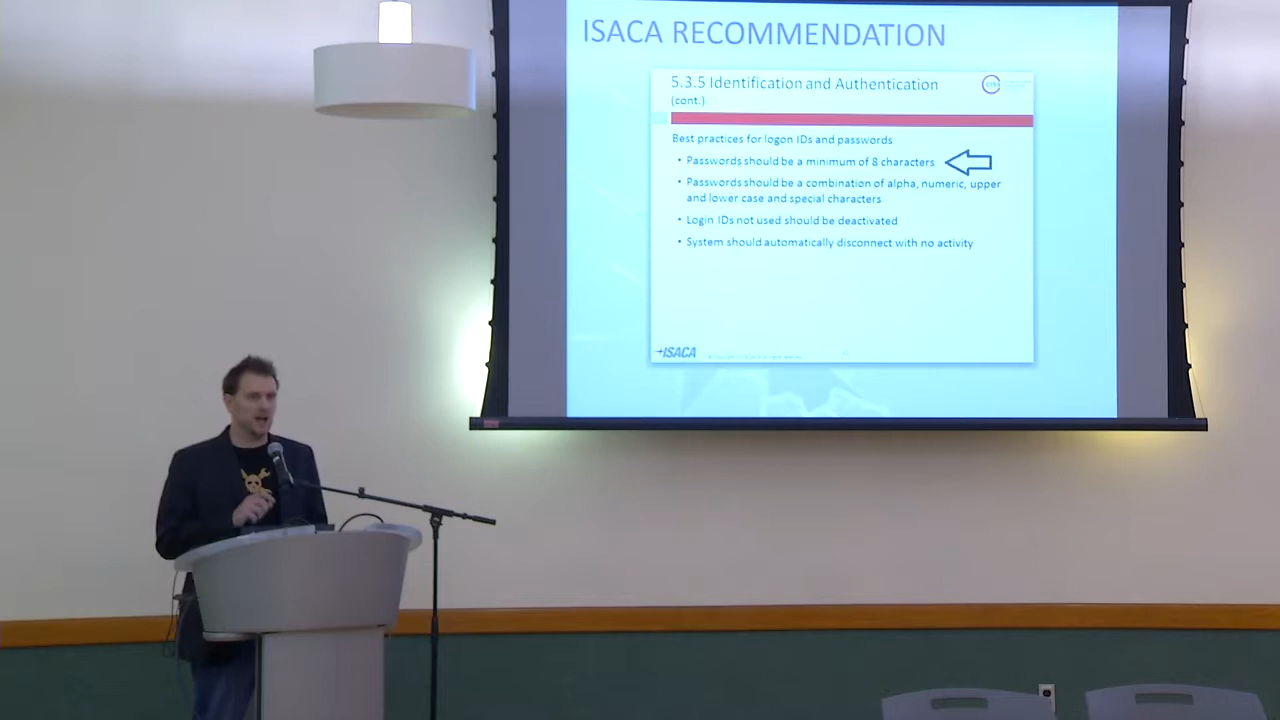 ISACA RECOMMENDATION
5.3.5 Identification and Authentication
(cont.)
Best practices for logon IDs and passwords
• Passwords should be a minimum of 8 characters
• Passwords should be a combination of alpha, numeric, upper
and lower case and special characters
• Login IDs not used should be deactivated
• System should automatically disconnect with no activity
ISACA